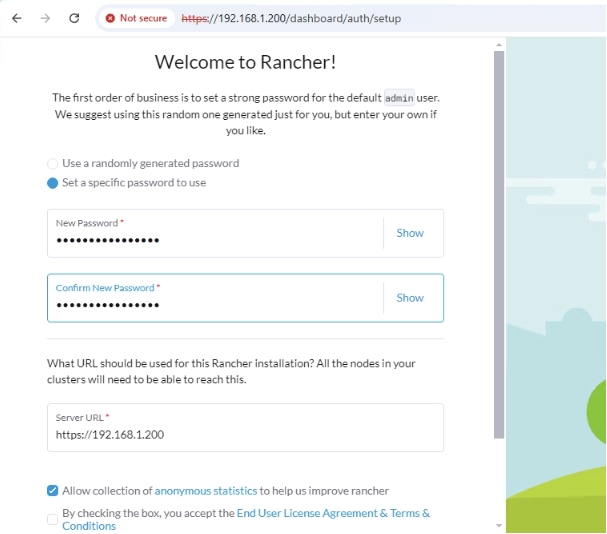 Not secure https://192.168.1.200/dashboard/auth/setup
Welcome to Rancher!
The first order of business is to set a strong password for the default admin user.
We suggest using this random one generated just for you, but enter your own if
you like.
Use a randomly generated password
Set a specific password to use
New Password *
••••••••••••••••
Show
Confirm New Password *
••••••••••••••••
Show
What URL should be used for this Rancher installation? All the nodes in your
clusters will need to be able to reach this.
Server URL *
https://192.168.1.200
Allow collection of anonymous statistics to help us improve rancher
By checking the box, you accept the End User License Agreement & Terms &
Conditions